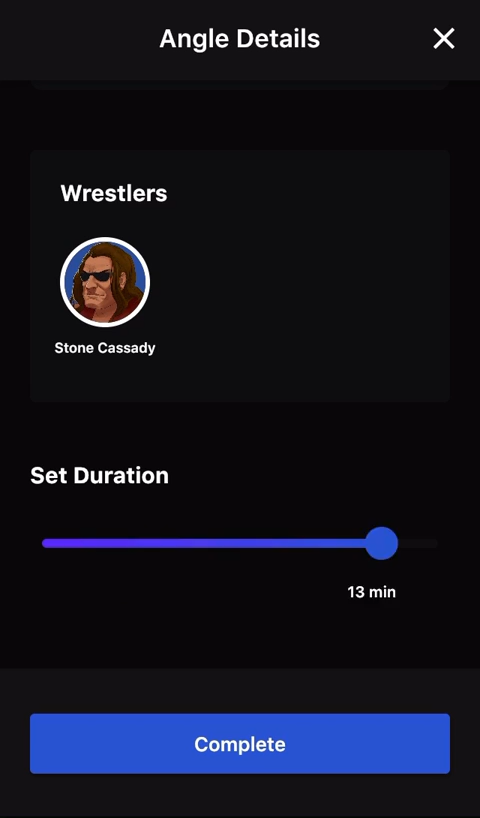 Angle Details
Wrestlers
Stone Cassady
Set Duration
13 min
Complete